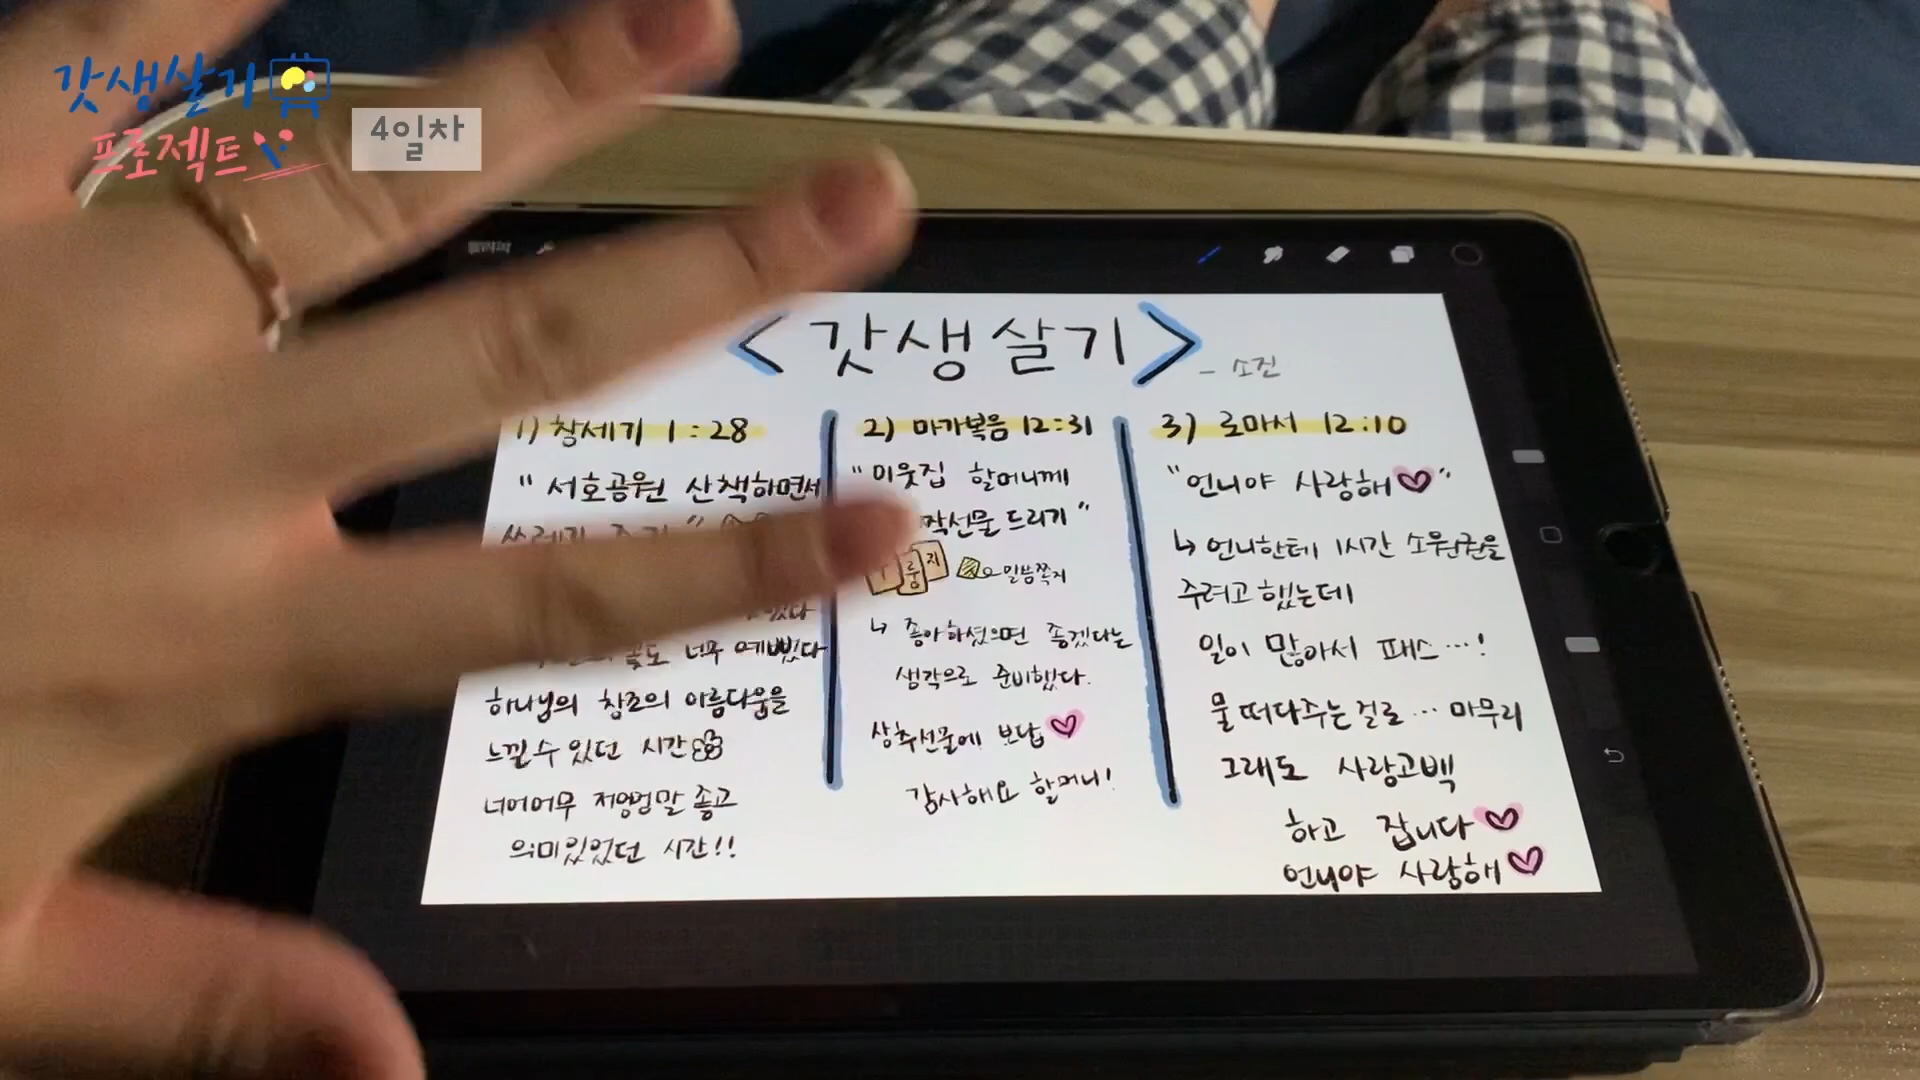 갓생살기
프로젝트
4일차
<갓생살기>
- 소진
1) 창세기 1:28
" 서호공원 산책하면서
너무 예뻤다
하나님의 창조의 아름다움을
느낄 수 있던 시간
너어어무 저엉엉말 좋고
의미있었던 시간!!
2) 마가복음 12:31
"이웃집 할머니께
드리기"
말씀쪽지
↳ 좋아하셨으면 좋겠다는
생각으로 준비했다.
상추선물에 보답♡
감사해요 할머니!
3) 로마서 12:10
"언니야 사랑해♡"
↳ 언니한테 1시간 소원권을
주려고 했는데
일이 많아서 패스…!
물 떠다주는걸로… 마무리
그래도 사랑고백
하고 잡니다♡
언니야 사랑해♡